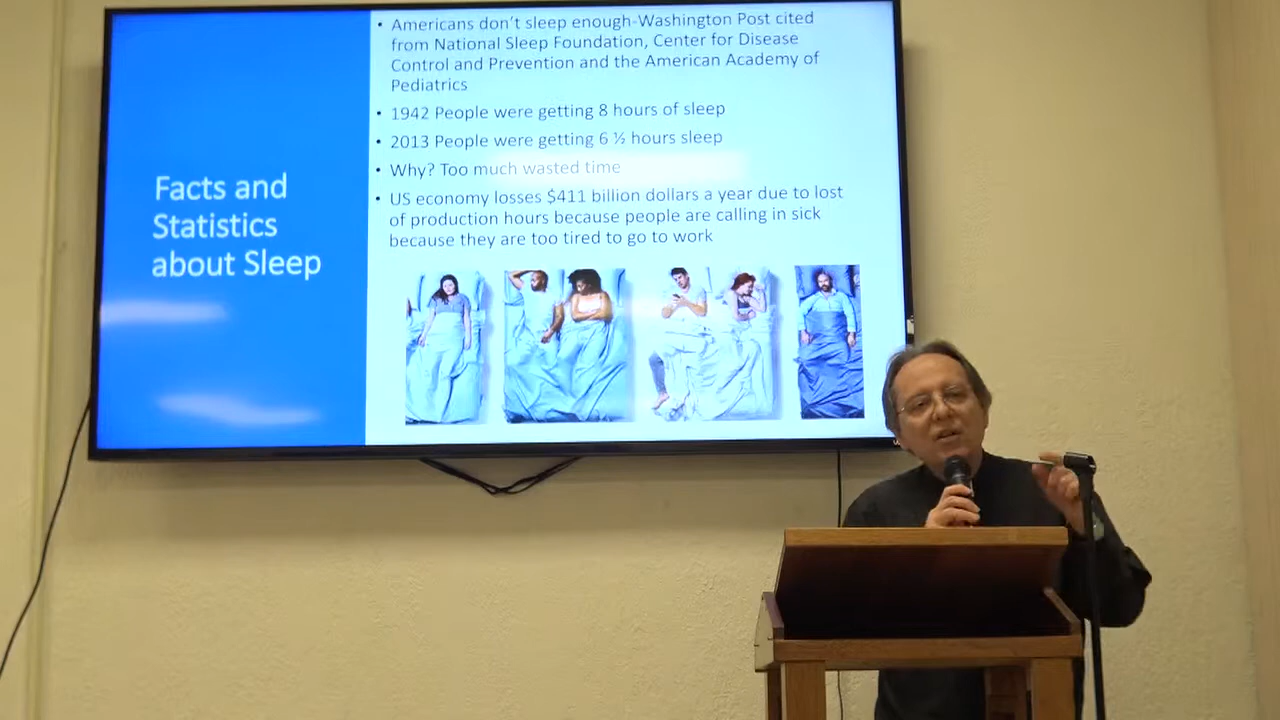 Facts and
Statistics
about Sleep
• Americans don't sleep enough-Washington Post cited
from National Sleep Foundation, Center for Disease
Control and Prevention and the American Academy of
Pediatrics
• 1942 People were getting 8 hours of sleep
• 2013 People were getting 6 ½ hours sleep
• Why? Too much wasted time
• US economy losses $411 billion dollars a year due to lost
of production hours because people are calling in sick
because they are too tired to go to work